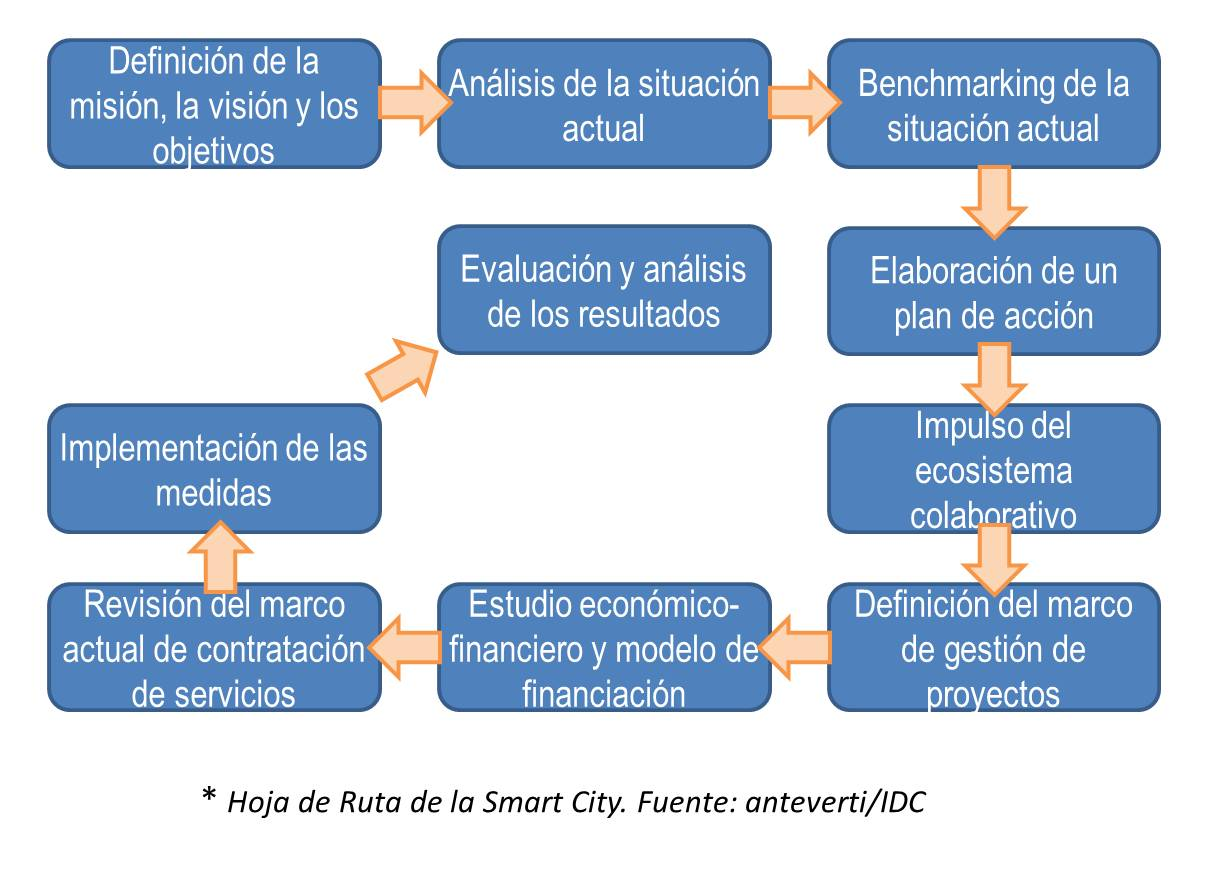 Definición de la
misión, la visión y los
objetivos
Análisis de la situación
actual
Benchmarking de la
situación actual
Elaboración de un
plan de acción
Impulso del
ecosistema
colaborativo
Definición del marco
de gestión de
proyectos
Estudio económico-
financiero y modelo de
financiación
Revisión del marco
actual de contratación
de servicios
Implementación de las
medidas
Evaluación y análisis
de los resultados
* Hoja de Ruta de la Smart City. Fuente: anteverti/IDC